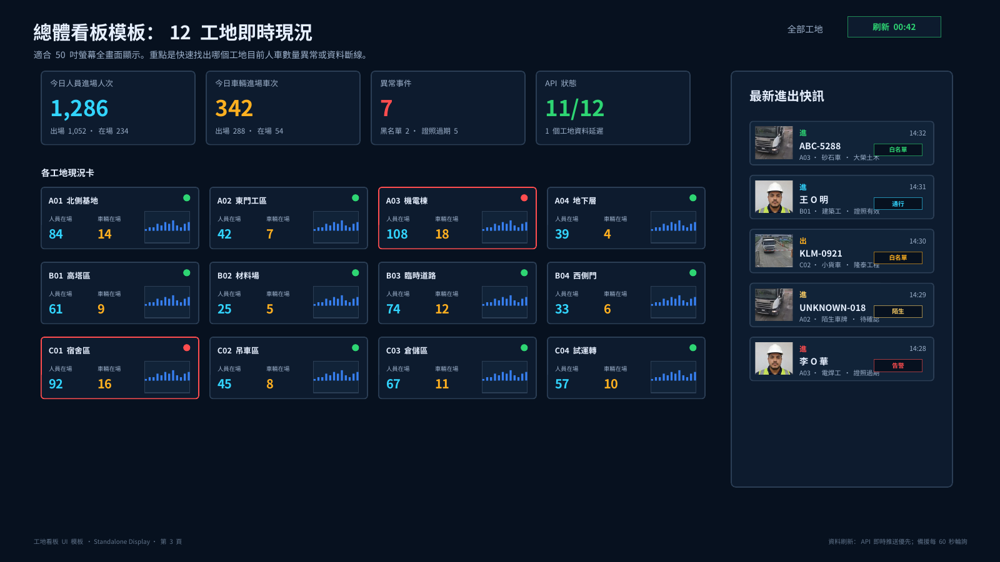 總體看板模板： 12 工地即時現況
適合 50 吋螢幕全畫面顯示。重點是快速找出哪個工地目前人車數量異常或資料斷線。
全部工地
刷新 00:42
今日人員進場人次
1,286
出場 1,052 · 在場 234
今日車輛進場車次
342
出場 288 · 在場 54
異常事件
7
黑名單 2 · 證照過期 5
API 狀態
11/12
1 個工地資料延遲
各工地現況卡
A01 北側基地
人員在場 車輛在場
84 14
A02 東門工區
人員在場 車輛在場
42 7
A03 機電棟
人員在場 車輛在場
108 18
A04 地下層
人員在場 車輛在場
39 4
B01 高塔區
人員在場 車輛在場
61 9
B02 材料場
人員在場 車輛在場
25 5
B03 臨時道路
人員在場 車輛在場
74 12
B04 西側門
人員在場 車輛在場
33 6
C01 宿舍區
人員在場 車輛在場
92 16
C02 吊車區
人員在場 車輛在場
45 8
C03 倉儲區
人員在場 車輛在場
67 11
C04 試運轉
人員在場 車輛在場
57 10
最新進出快訊
進 14:32
ABC-5288 白名單
A03 · 砂石車 · 大榮土木
進 14:31
王 O 明 通行
B01 · 建築工 · 證照有效
出 14:30
KLM-0921 白名單
C02 · 小貨車 · 隆泰工程
進 14:29
UNKNOWN-018 陌生
A02 · 陌生車牌 · 待確認
進 14:28
李 O 華 告警
A03 · 電焊工 · 證照過期
工地看板 UI 模板 · Standalone Display · 第 3 頁
資料刷新： API 即時推送優先；備援每 60 秒輪詢